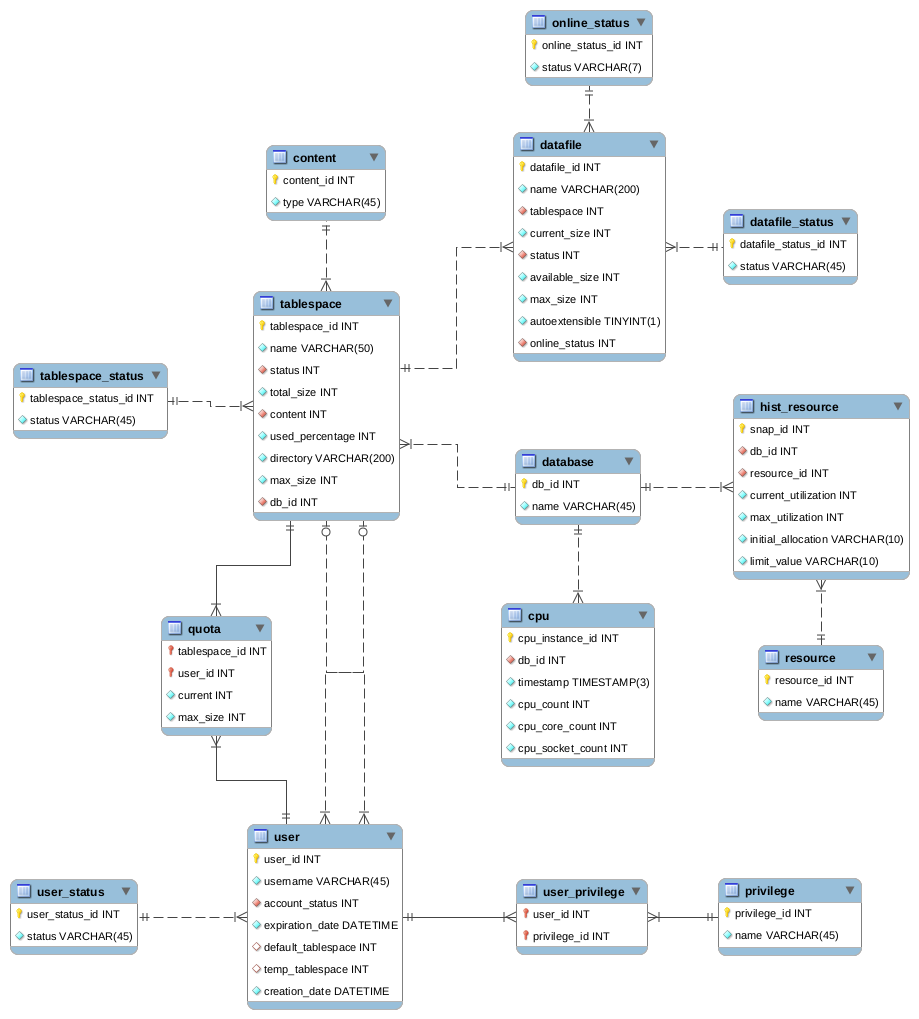 online_status
online_status_id INT
status VARCHAR(7)
content
content_id INT
type VARCHAR(45)
datafile
datafile_id INT
name VARCHAR(200)
tablespace INT
current_size INT
status INT
available_size INT
max_size INT
autoextensible TINYINT(1)
online_status INT
datafile_status
datafile_status_id INT
status VARCHAR(45)
tablespace_status
tablespace_status_id INT
status VARCHAR(45)
tablespace
tablespace_id INT
name VARCHAR(50)
status INT
total_size INT
content INT
used_percentage INT
directory VARCHAR(200)
max_size INT
db_id INT
database
db_id INT
name VARCHAR(45)
hist_resource
snap_id INT
db_id INT
resource_id INT
current_utilization INT
max_utilization INT
initial_allocation VARCHAR(10)
limit_value VARCHAR(10)
quota
tablespace_id INT
user_id INT
current INT
max_size INT
cpu
cpu_instance_id INT
db_id INT
timestamp TIMESTAMP(3)
cpu_count INT
cpu_core_count INT
cpu_socket_count INT
resource
resource_id INT
name VARCHAR(45)
user_status
user_status_id INT
status VARCHAR(45)
user
user_id INT
username VARCHAR(45)
account_status INT
expiration_date DATETIME
default_tablespace INT
temp_tablespace INT
creation_date DATETIME
user_privilege
user_id INT
privilege_id INT
privilege
privilege_id INT
name VARCHAR(45)